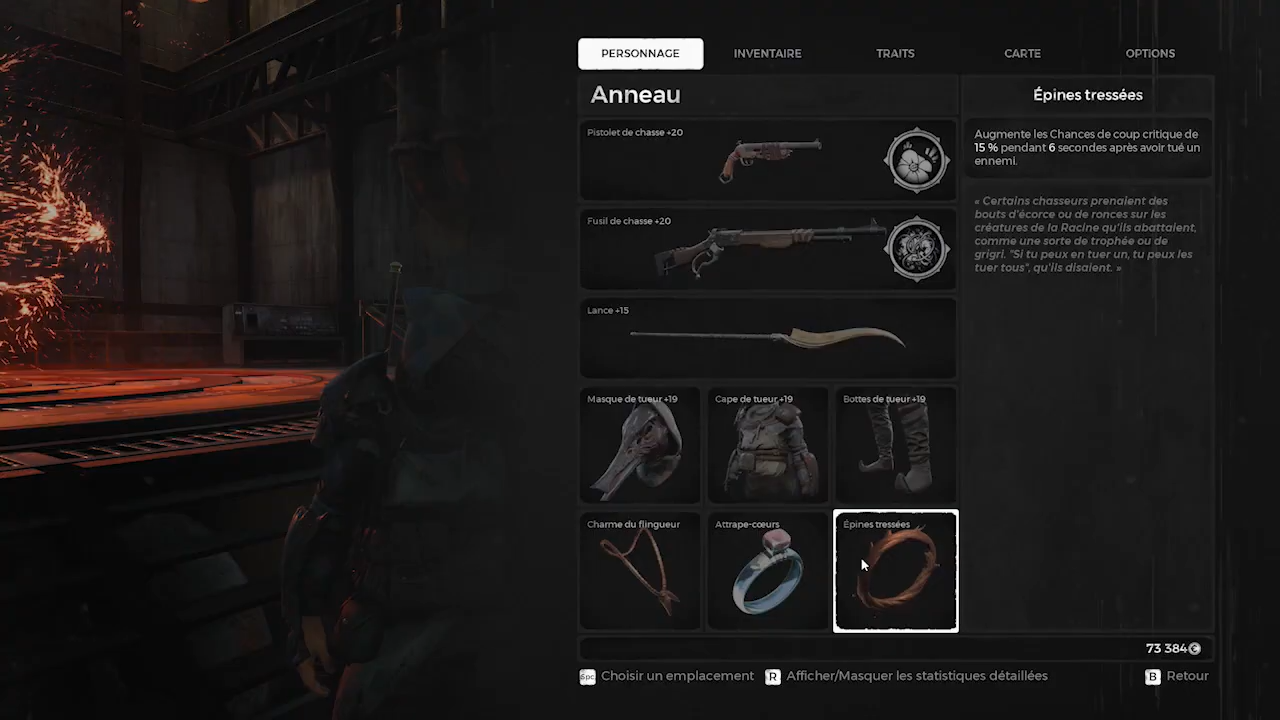 PERSONNAGE
INVENTAIRE
TRAITS
CARTE
OPTIONS
Anneau
Pistolet de chasse +20
Fusil de chasse +20
Lance +15
Masque de tueur +19
Cape de tueur +19
Bottes de tueur +19
Charme du flingueur
Attrape-cœurs
Épines tressées
Épines tressées
Augmente les Chances de coup critique de
15 % pendant 6 secondes après avoir tué un
ennemi.
« Certains chasseurs prenaient des
bouts d'écorce ou de ronces sur les
créatures de la Racine qu'ils abattaient,
comme une sorte de trophée ou de
grigri. "Si tu peux en tuer un, tu peux les
tuer tous", qu'ils disaient. »
73 384
Choisir un emplacement
R Afficher/Masquer les statistiques détaillées
B Retour